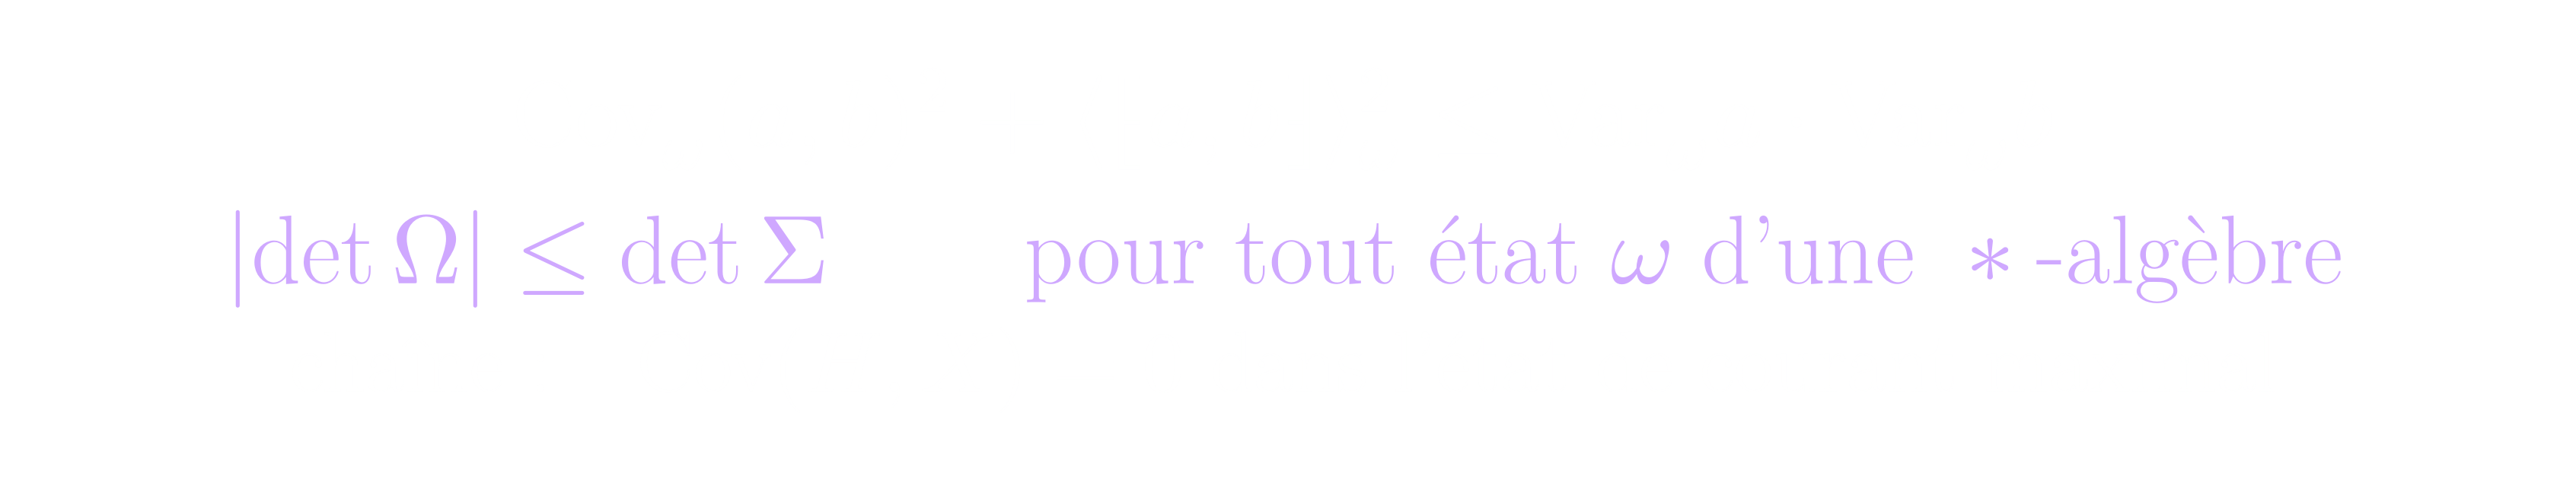 |det Ω| ≤ det Σ pour tout état ω d’une ∗-algèbre